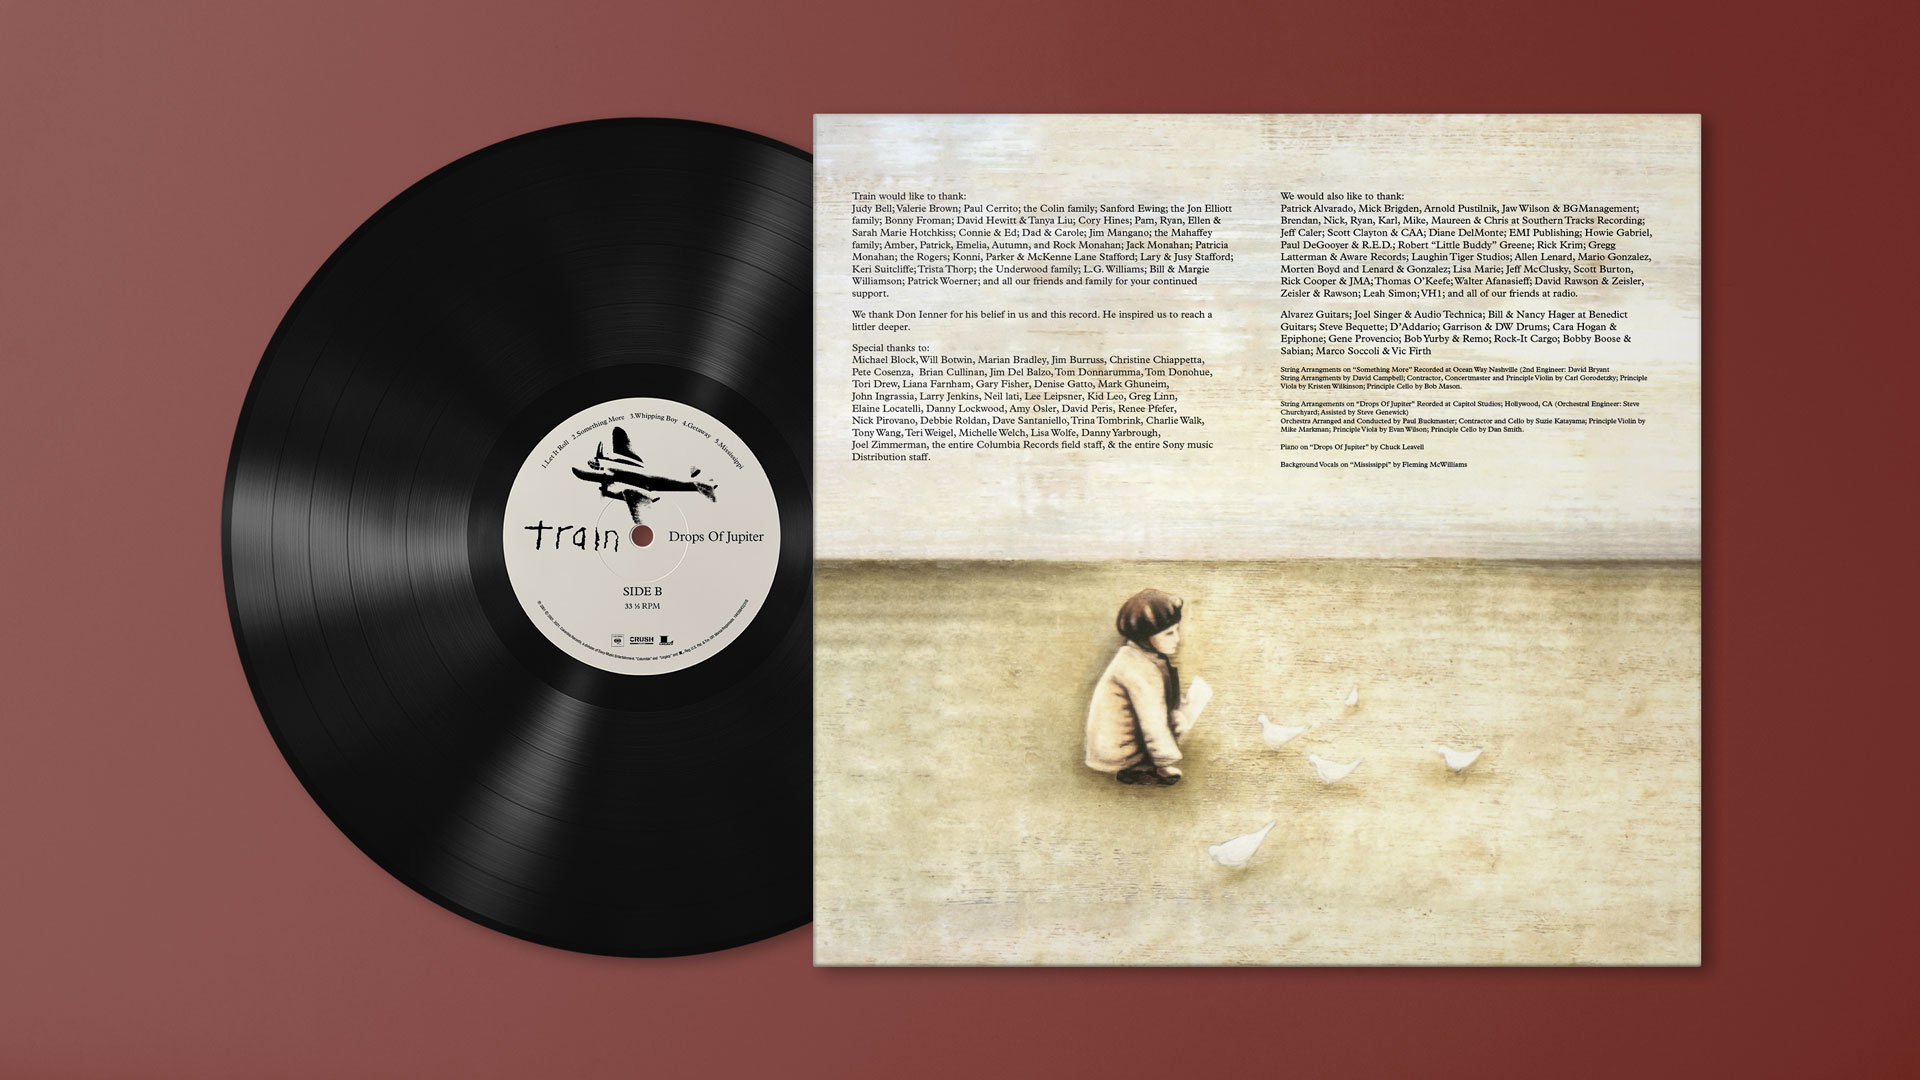 1.Let It Roll 2.Something More 3.Whipping Boy 4.Getaway 5.Mississippi
train
Drops Of Jupiter
SIDE B
33 ⅓ RPM
CRUSH
Train would like to thank:
Judy Bell; Valerie Brown; Paul Cerrito; the Colin family; Sanford Ewing; the Jon Elliott
family; Bonny Froman; David Hewitt & Tanya Liu; Cory Hines; Pam, Ryan, Ellen &
Sarah Marie Hotchkiss; Connie & Ed; Dad & Carole; Jim Mangano; the Mahaffey
family; Amber, Patrick, Emelia, Autumn, and Rock Monahan; Jack Monahan; Patricia
Monahan; the Rogers; Konni, Parker & McKenne Lane Stafford; Lary & Jusy Stafford;
Keri Suitcliffe; Trista Thorp; the Underwood family; L.G. Williams; Bill & Margie
Williamson; Patrick Woerner; and all our friends and family for your continued
support.
We thank Don Ienner for his belief in us and this record. He inspired us to reach a
littler deeper.
Special thanks to:
Michael Block, Will Botwin, Marian Bradley, Jim Burruss, Christine Chiappetta,
Pete Cosenza, Brian Cullinan, Jim Del Balzo, Tom Donnarumma, Tom Donohue,
Tori Drew, Liana Farnham, Gary Fisher, Denise Gatto, Mark Ghuneim,
John Ingrassia, Larry Jenkins, Neil lati, Lee Leipsner, Kid Leo, Greg Linn,
Elaine Locatelli, Danny Lockwood, Amy Osler, David Peris, Renee Pfefer,
Nick Pirovano, Debbie Roldan, Dave Santaniello, Trina Tombrink, Charlie Walk,
Tony Wang, Teri Weigel, Michelle Welch, Lisa Wolfe, Danny Yarbrough,
Joel Zimmerman, the entire Columbia Records field staff, & the entire Sony music
Distribution staff.
We would also like to thank:
Patrick Alvarado, Mick Brigden, Arnold Pustilnik, Jaw Wilson & BGManagement;
Brendan, Nick, Ryan, Karl, Mike, Maureen & Chris at Southern Tracks Recording;
Jeff Caler; Scott Clayton & CAA; Diane DelMonte; EMI Publishing; Howie Gabriel,
Paul DeGooyer & R.E.D.; Robert “Little Buddy” Greene; Rick Krim; Gregg
Latterman & Aware Records; Laughin Tiger Studios; Allen Lenard, Mario Gonzalez,
Morten Boyd and Lenard & Gonzalez; Lisa Marie; Jeff McClusky, Scott Burton,
Rick Cooper & JMA; Thomas O’Keefe; Walter Afanasieff; David Rawson & Zeisler,
Zeisler & Rawson; Leah Simon; VH1; and all of our friends at radio.
Alvarez Guitars; Joel Singer & Audio Technica; Bill & Nancy Hager at Benedict
Guitars; Steve Bequette; D’Addario; Garrison & DW Drums; Cara Hogan &
Epiphone; Gene Provencio; Bob Yurby & Remo; Rock-It Cargo; Bobby Boose &
Sabian; Marco Soccoli & Vic Firth
String Arrangments on “Something More” Recorded at Ocean Way Nashville (2nd Engineer: David Bryant
String Arrangments by David Campbell; Contractor, Concertmaster and Principle Violin by Carl Gorodetzky; Principle
Viola by Kristen Wilkinson; Principle Cello by Bob Mason.
String Arrangements on “Drops Of Jupiter” Reorded at Capitol Studios; Hollywood, CA (Orchestral Engineer: Steve
Churchyard; Assisted by Steve Genewick)
Orchestra Arranged and Conducted by Paul Buckmaster; Contractor and Cello by Suzie Katayama; Principle Violin by
Mike Markman; Principle Viola by Evan Wilson; Principle Cello by Dan Smith.
Piano on “Drops Of Jupiter” by Chuck Leavell
Background Vocals on “Mississippi” by Fleming McWilliams